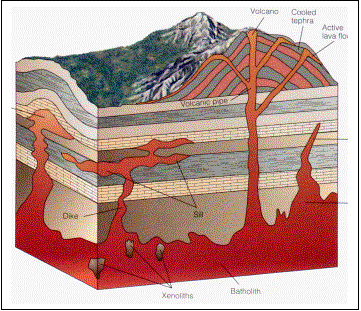 Volcano
Cooled
tephra
Active
lava flo
Volcanic pipe
Dike
Sill
Xenoliths
Batholith